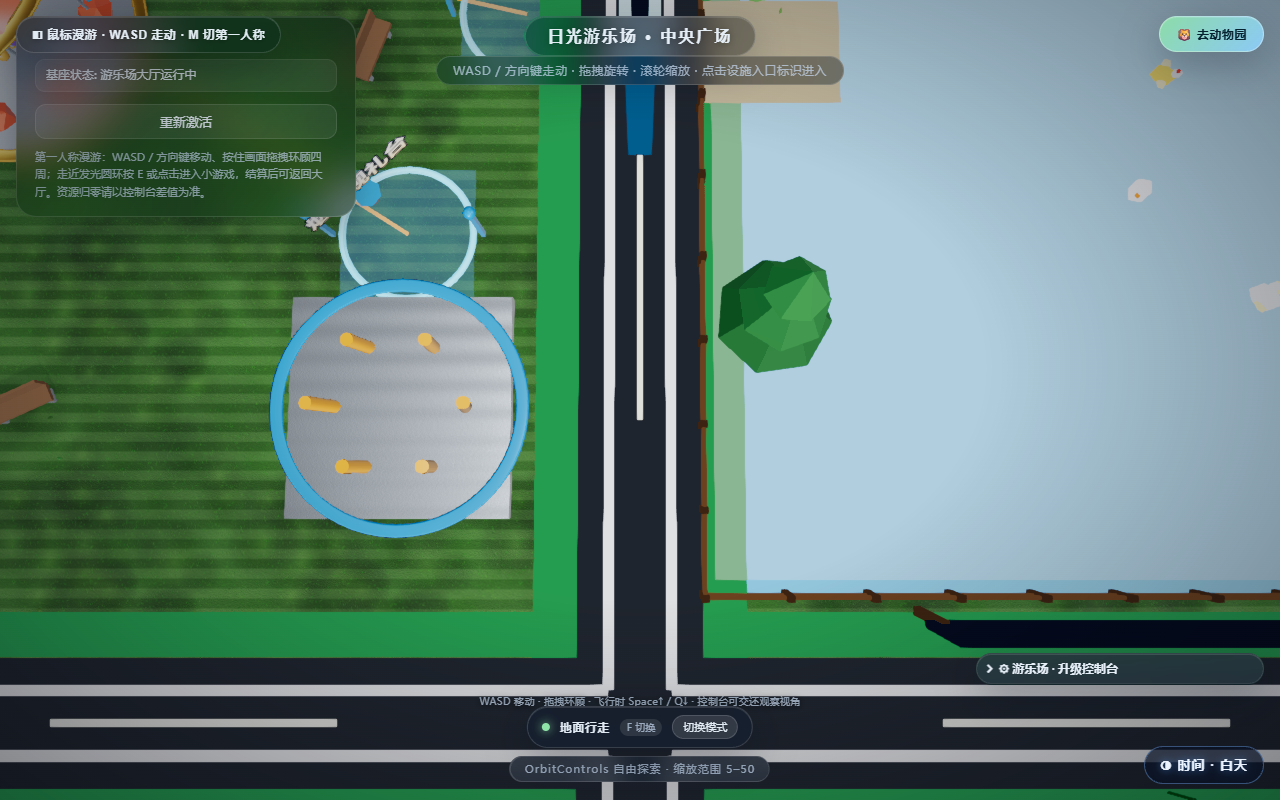 ◧ 鼠标漫游 · WASD 走动 · M 切第一人称
基座状态: 游乐场大厅运行中
重新激活
第一人称漫游：WASD / 方向键移动、按住画面拖拽环顾四
周；走近发光圆环按 E 或点击进入小游戏，结算后可返回大
厅。资源归零请以控制台差值为准。
日光游乐场 • 中央广场
WASD / 方向键走动 · 拖拽旋转 · 滚轮缩放 · 点击设施入口标识进入
🦁 去动物园
礼台
⚙ 游乐场 · 升级控制台
WASD 移动 · 拖拽环顾 · 飞行时 Space↑ / Q↓ · 控制台可交还观察视角
地面行走 F 切换 切换模式
OrbitControls 自由探索 · 缩放范围 5–50
◑ 时间 · 白天